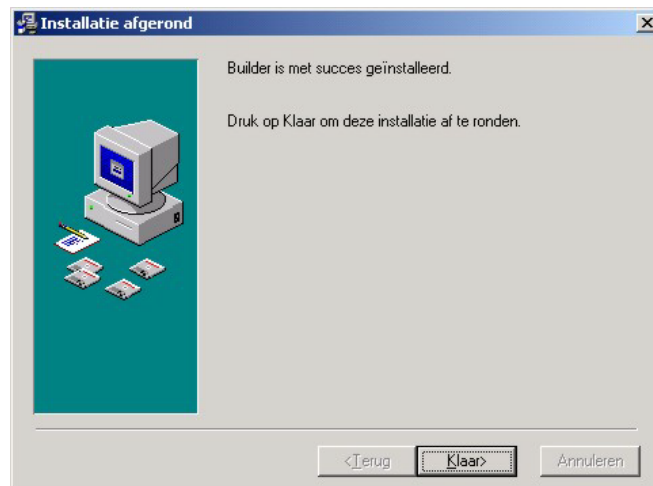 Installatie afgerond
Builder is met succes geïnstalleerd.
Druk op Klaar om deze installatie af te ronden.
<Terug
Klaar>
Annuleren